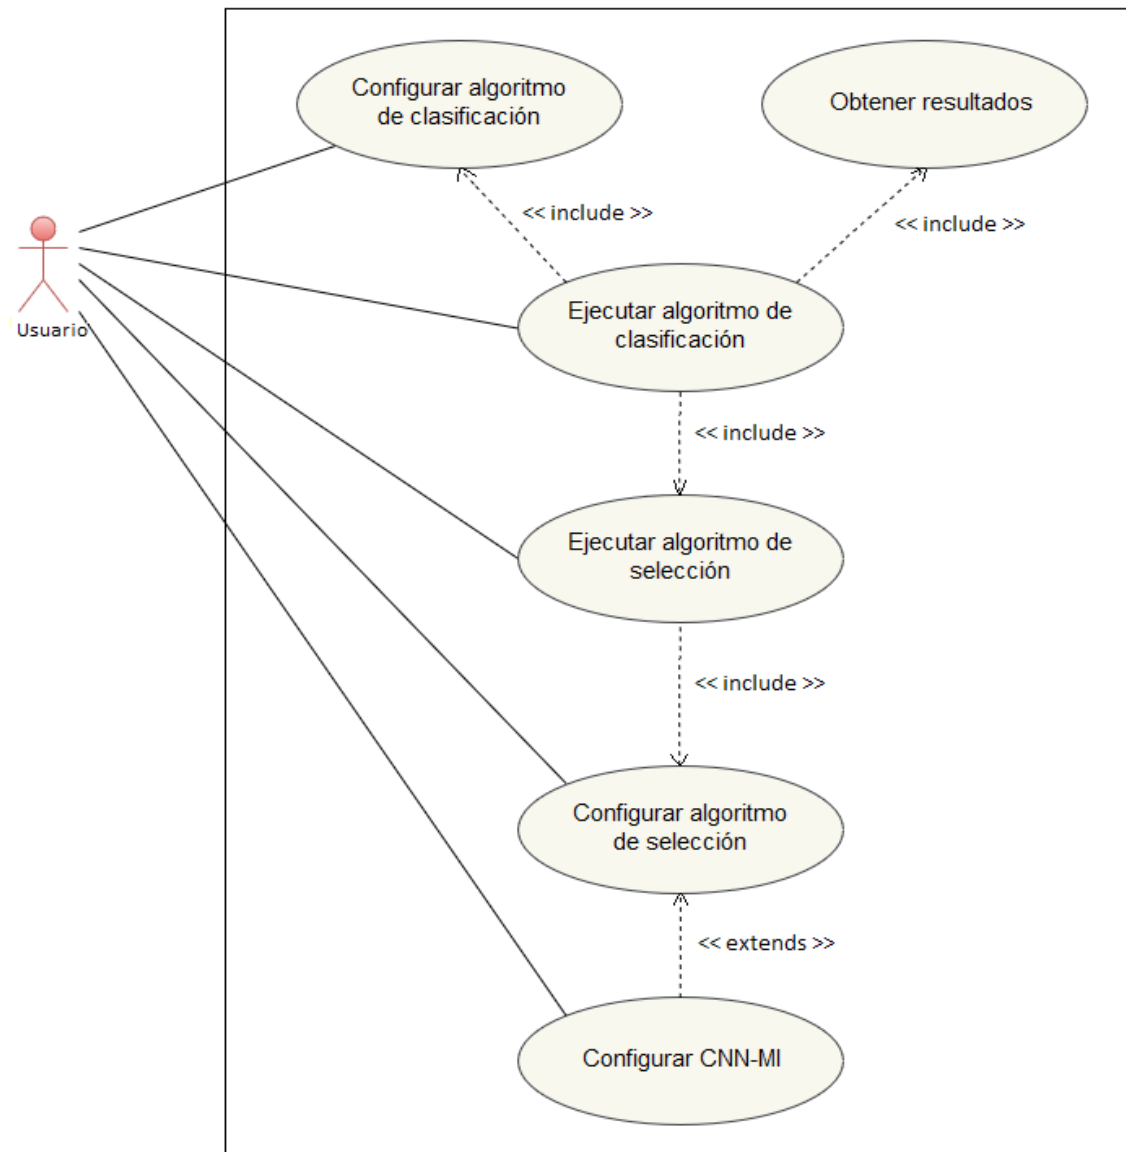 Configurar algoritmo
de clasificación
Obtener resultados
<< include >>
<< include >>
Usuario
Ejecutar algoritmo de
clasificación
<< include >>
Ejecutar algoritmo de
selección
<< include >>
Configurar algoritmo
de selección
<< extends >>
Configurar CNN-MI